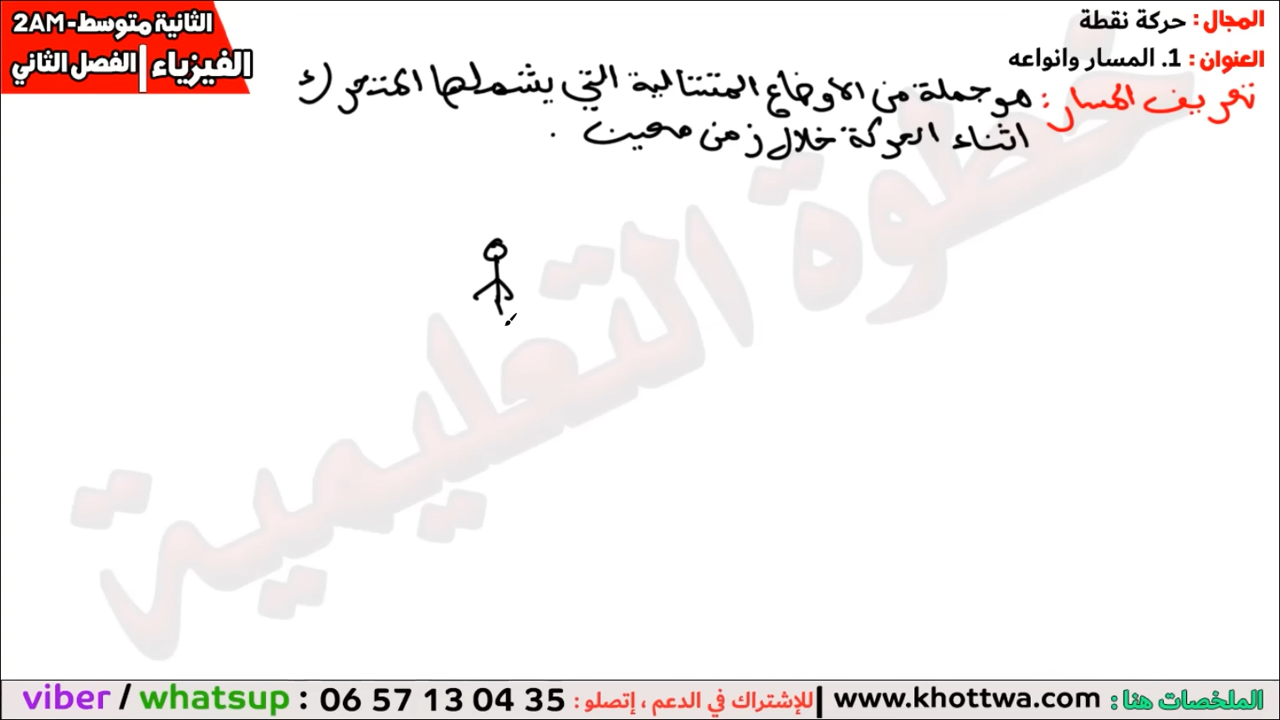 المجال : حركة نقطة
الثانية متوسط-2AM
العنوان : 1. المسار وانواعه
الفيزياء | الفصل الثاني
تعريف المسار : هو جملة من الأوضاع المتتالية التي يشملها المتحرك
اثناء الحركة خلال زمن معين .
خطوة التعليمية
الملخصات هنا : www.khottwa.com | للإشتراك في الدعم ، إتصلو : 06 57 13 04 35 : viber / whatsup